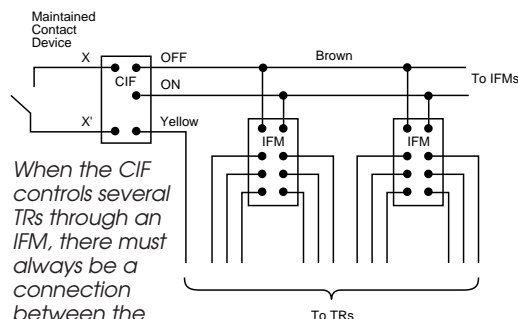 Maintained
Contact
Device
X
OFF
Brown
CIF
ON
To IFMs
X'
Yellow
IFM
IFM
When the CIF
controls several
TRs through an
IFM, there must
always be a
connection
between the
To TRs